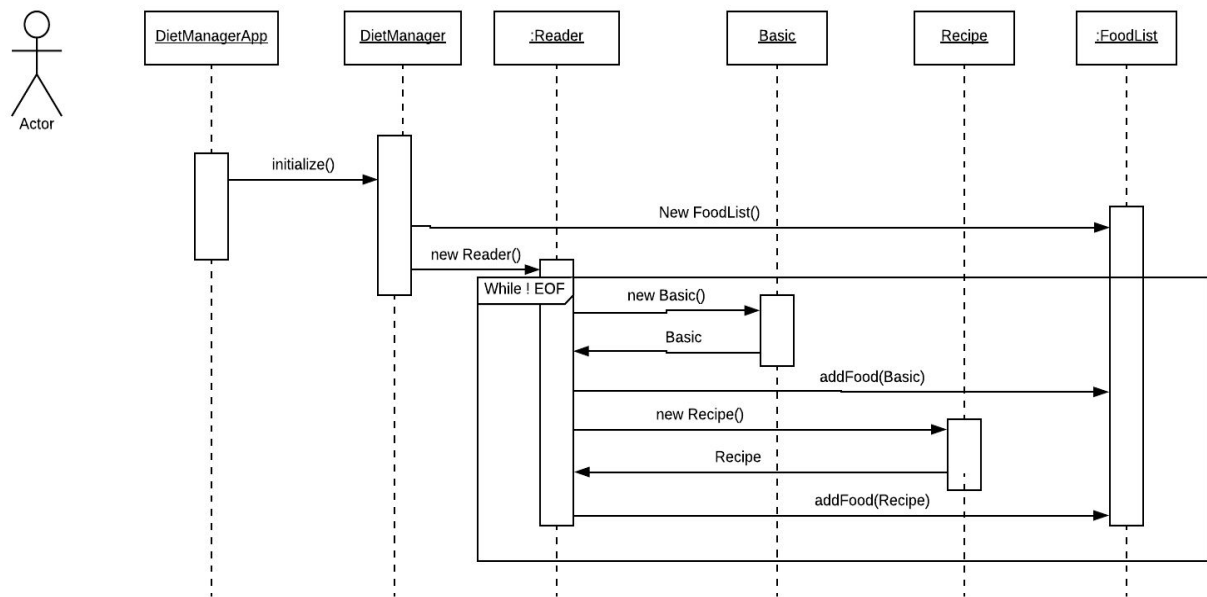 DietManagerApp
DietManager
:Reader
Basic
Recipe
:FoodList
Actor
initialize()
New FoodList()
new Reader()
While ! EOF
new Basic()
Basic
addFood(Basic)
new Recipe()
Recipe
addFood(Recipe)